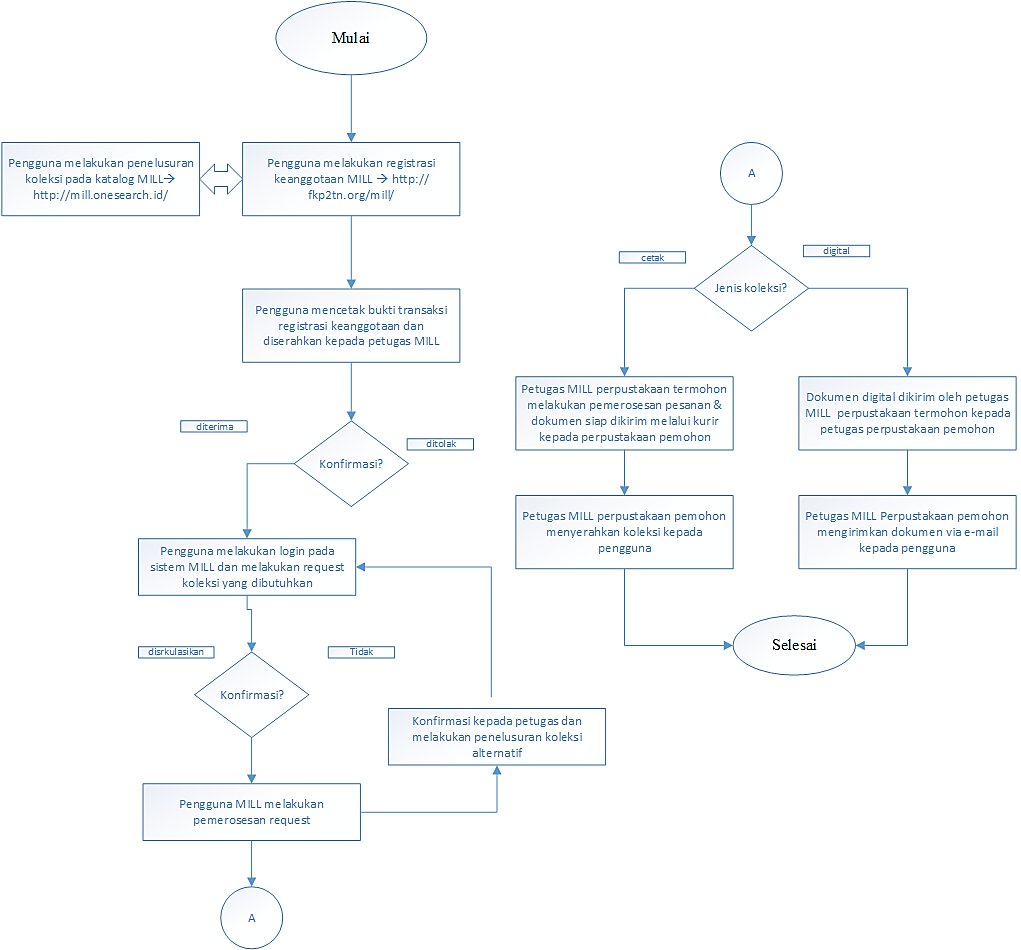 Mulai
Pengguna melakukan penelusuran
koleksi pada katalog MILL→
http://mill.onesearch.id/
Pengguna melakukan registrasi
keanggotaan MILL → http://
fkp2tn.org/mill/
Pengguna mencetak bukti transaksi
registrasi keanggotaan dan
diserahkan kepada petugas MILL
diterima
ditolak
Konfirmasi?
Pengguna melakukan login pada
sistem MILL dan melakukan request
koleksi yang dibutuhkan
disrkulasikan
Tidak
Konfirmasi?
Konfirmasi kepada petugas dan
melakukan penelusuran koleksi
alternatif
Pengguna MILL melakukan
pemerosesan request
A
A
cetak
digital
Jenis koleksi?
Petugas MILL perpustakaan termohon
melakukan pemerosesan pesanan &
dokumen siap dikirim melalui kurir
kepada perpustakaan pemohon
Dokumen digital dikirim oleh petugas
MILL perpustakaan termohon kepada
petugas perpustakaan pemohon
Petugas MILL perpustakaan pemohon
menyerahkan koleksi kepada
pengguna
Petugas MILL Perpustakaan pemohon
mengirimkan dokumen via e-mail
kepada pengguna
Selesai